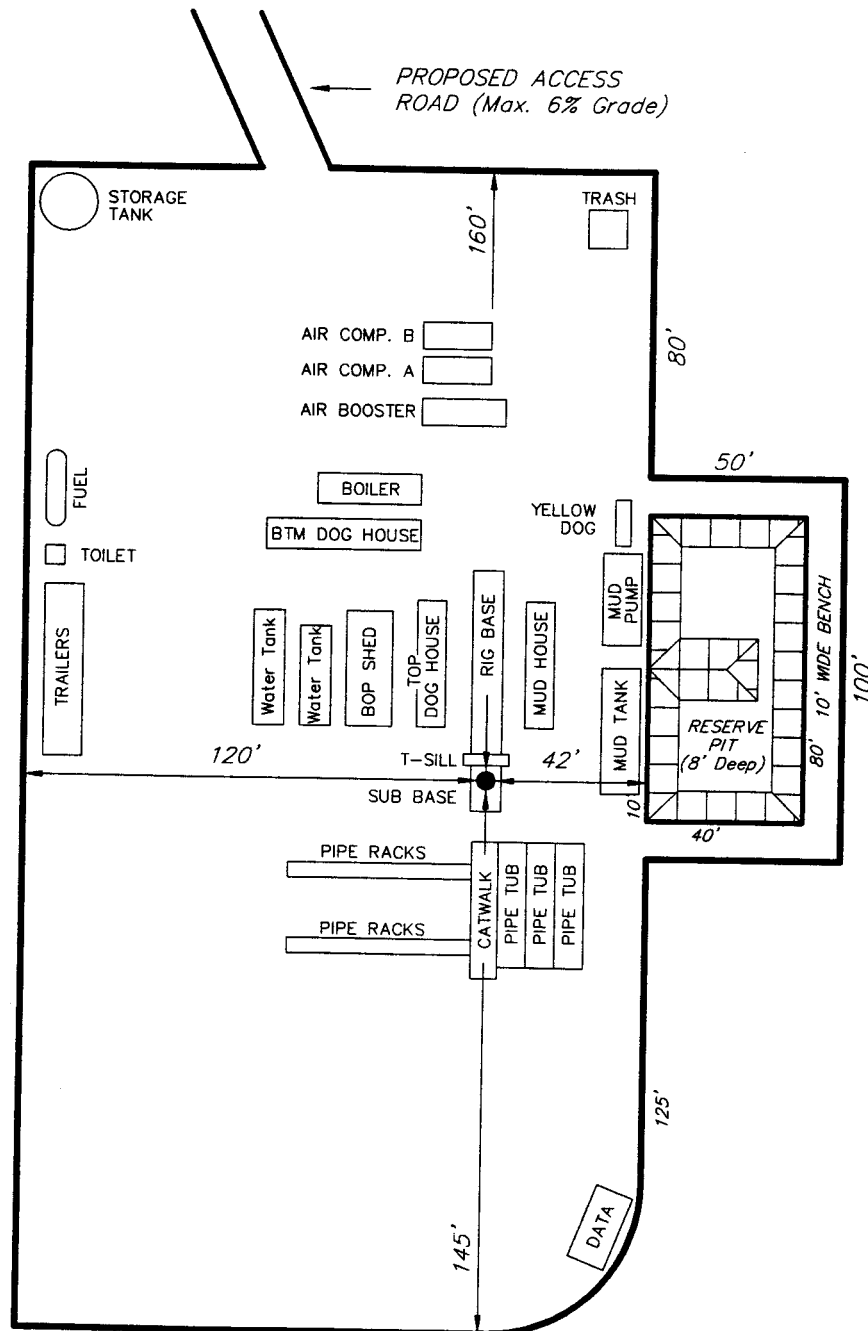 PROPOSED ACCESS
ROAD (Max. 6% Grade)
STORAGE
TANK
160'
TRASH
AIR COMP. B
AIR COMP. A
80'
AIR BOOSTER
50'
FUEL
BOILER
YELLOW
DOG
BTM DOG HOUSE
TOILET
TRAILERS
Water Tank
Water Tank
BOP SHED
TOP
DOG HOUSE
RIG BASE
MUD HOUSE
MUD
PUMP
MUD TANK
RESERVE
PIT
(8' Deep)
80'
10' WIDE BENCH
100'
120'
T-SILL
42'
SUB BASE
10'
40'
PIPE RACKS
CATWALK
PIPE TUB
PIPE TUB
PIPE TUB
PIPE RACKS
125'
DATA
145'